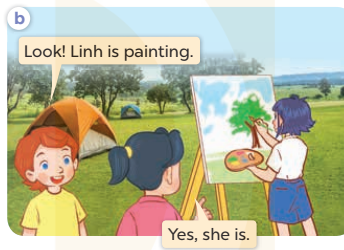 b
Look! Linh is painting.
Yes, she is.